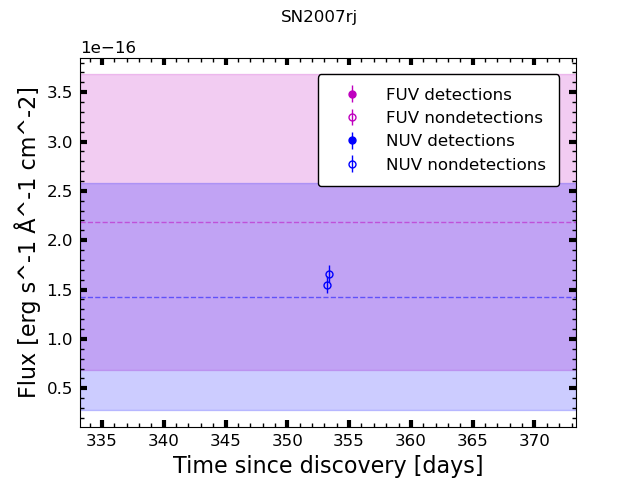 SN2007rj
1e−16
FUV detections
FUV nondetections
NUV detections
NUV nondetections
3.5
3.0
2.5
2.0
1.5
1.0
0.5
Flux [erg s^-1 Å^-1 cm^-2]
335 340 345 350 355 360 365 370
Time since discovery [days]